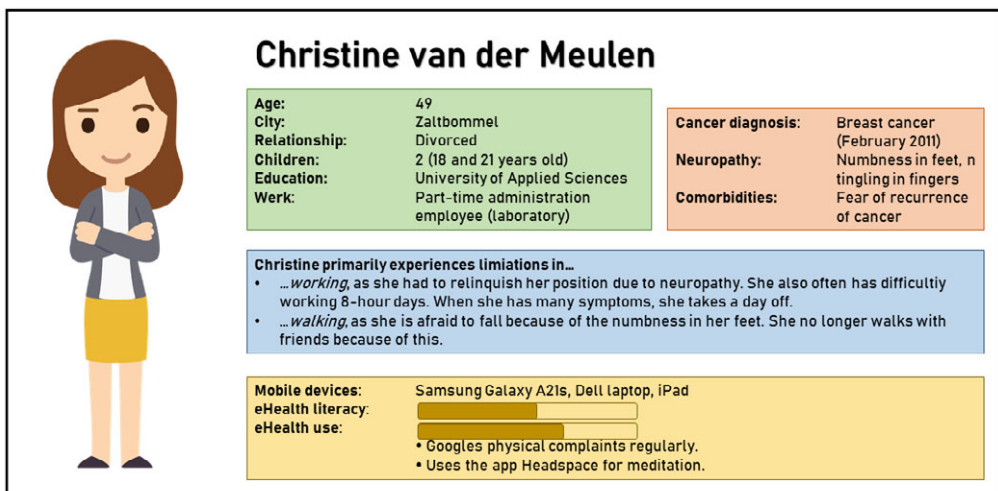 Christine van der Meulen
Age: 49
City: Zaltbommel
Relationship: Divorced
Children: 2 (18 and 21 years old)
Education: University of Applied Sciences
Werk: Part-time administration
employee (laboratory)
Cancer diagnosis: Breast cancer
(February 2011)
Neuropathy: Numbness in feet, n
tingling in fingers
Comorbidities: Fear of recurrence
of cancer
Christine primarily experiences limiations in...
• ...working, as she had to relinquish her position due to neuropathy. She also often has difficultiy
working 8-hour days. When she has many symptoms, she takes a day off.
• ...walking, as she is afraid to fall because of the numbness in her feet. She no longer walks with
friends because of this.
Mobile devices: Samsung Galaxy A21s, Dell laptop, iPad
eHealth literacy:
eHealth use:
• Googles physical complaints regularly.
• Uses the app Headspace for meditation.